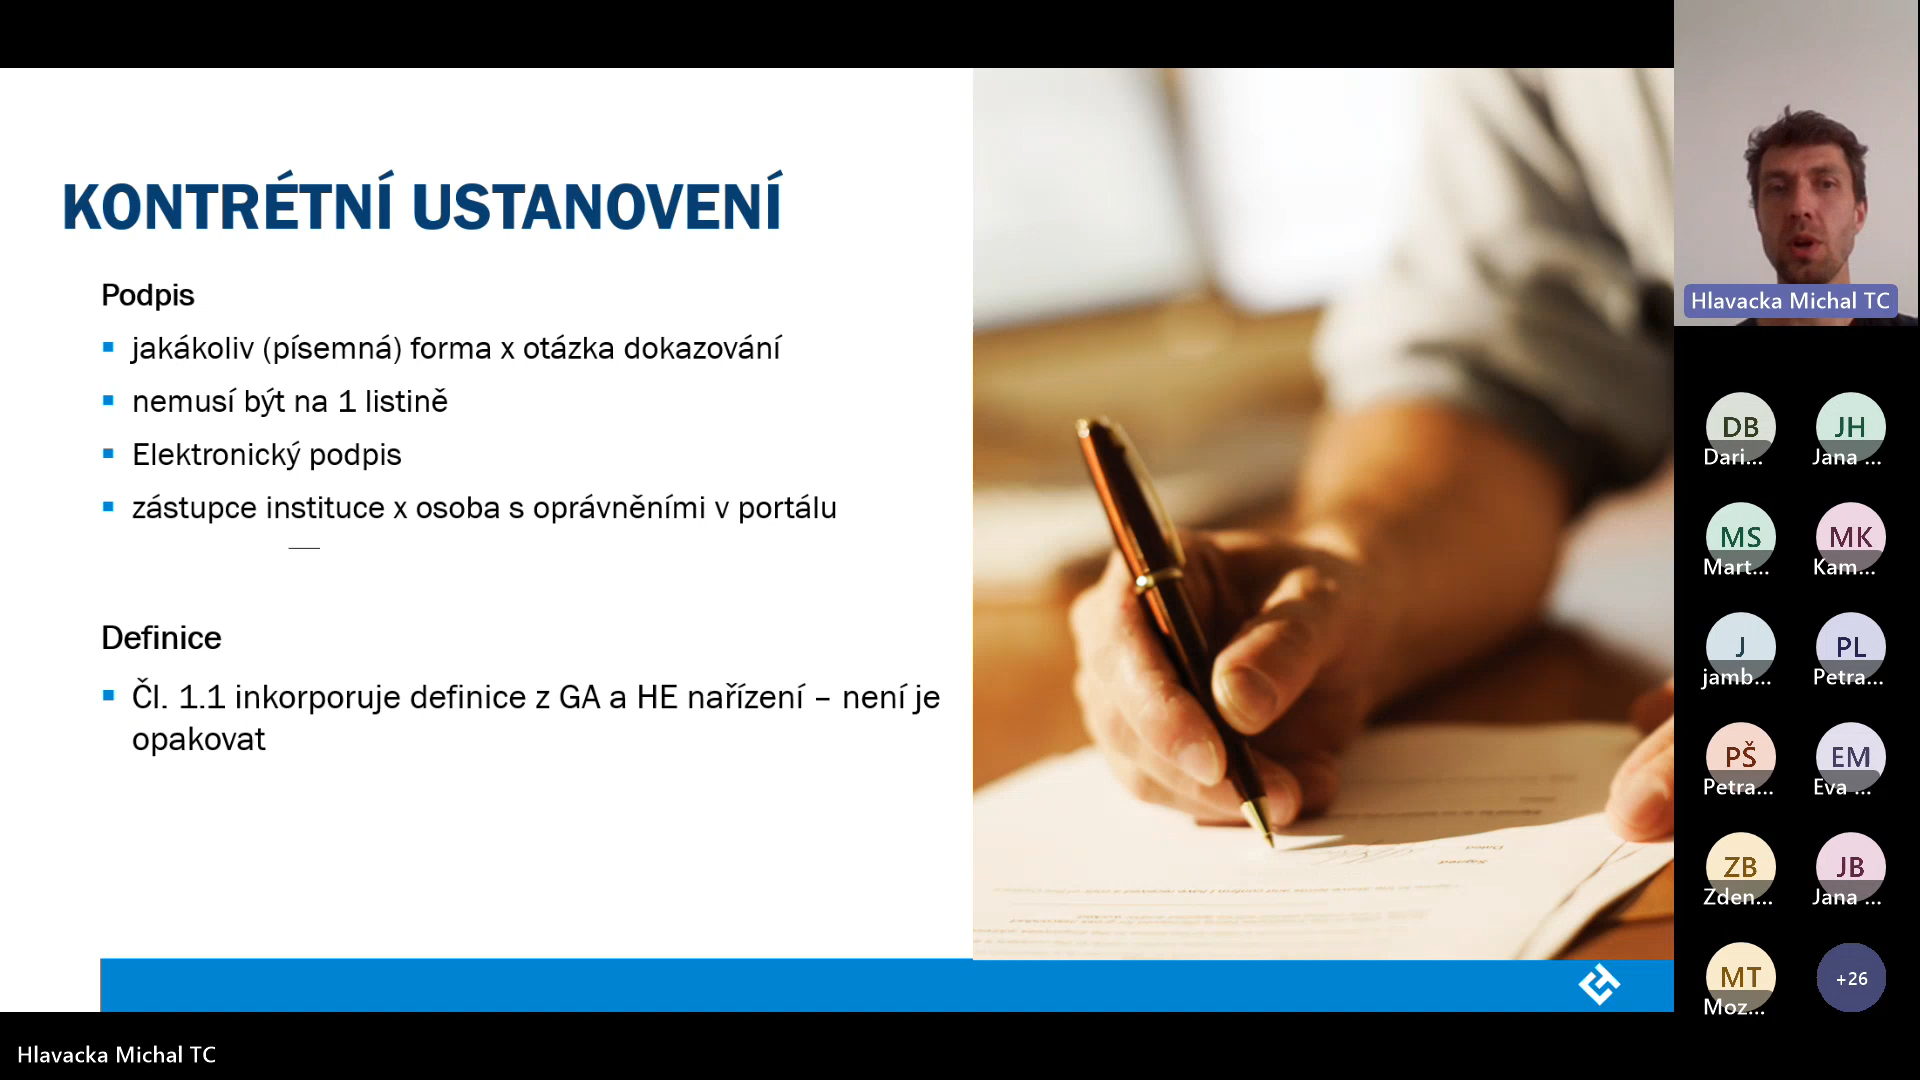 KONTRÉTNÍ USTANOVENÍ
Podpis
jakákoliv (písemná) forma x otázka dokazování
nemusí být na 1 listině
Elektronický podpis
zástupce instituce x osoba s oprávněními v portálu
Definice
Čl. 1.1 inkorporuje definice z GA a HE nařízení – není je
opakovat
Hlavacka Michal TC
DB
Dari...
JH
Jana ...
MS
Mart...
MK
Kam...
J
jamb...
PL
Petra...
PŠ
Petra...
EM
Eva ...
ZB
Zden...
JB
Jana ...
MT
Moz...
+26
Hlavacka Michal TC